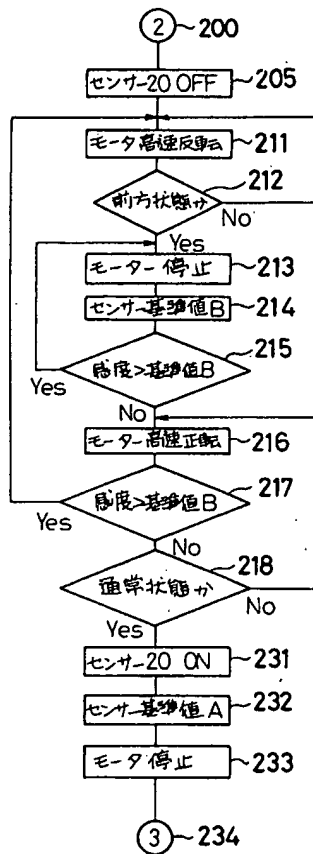 2 200
センサー20 OFF 205
モータ高速反転 211
212
前方状態か
No
Yes
モーター停止 213
センサー基準値B 214
215
感度>基準値B
Yes
No
モーター高速正転 216
217
感度>基準値B
Yes
No
218
通常状態か
No
Yes
センサー20 ON 231
センサー基準値A 232
モータ停止 233
3 234